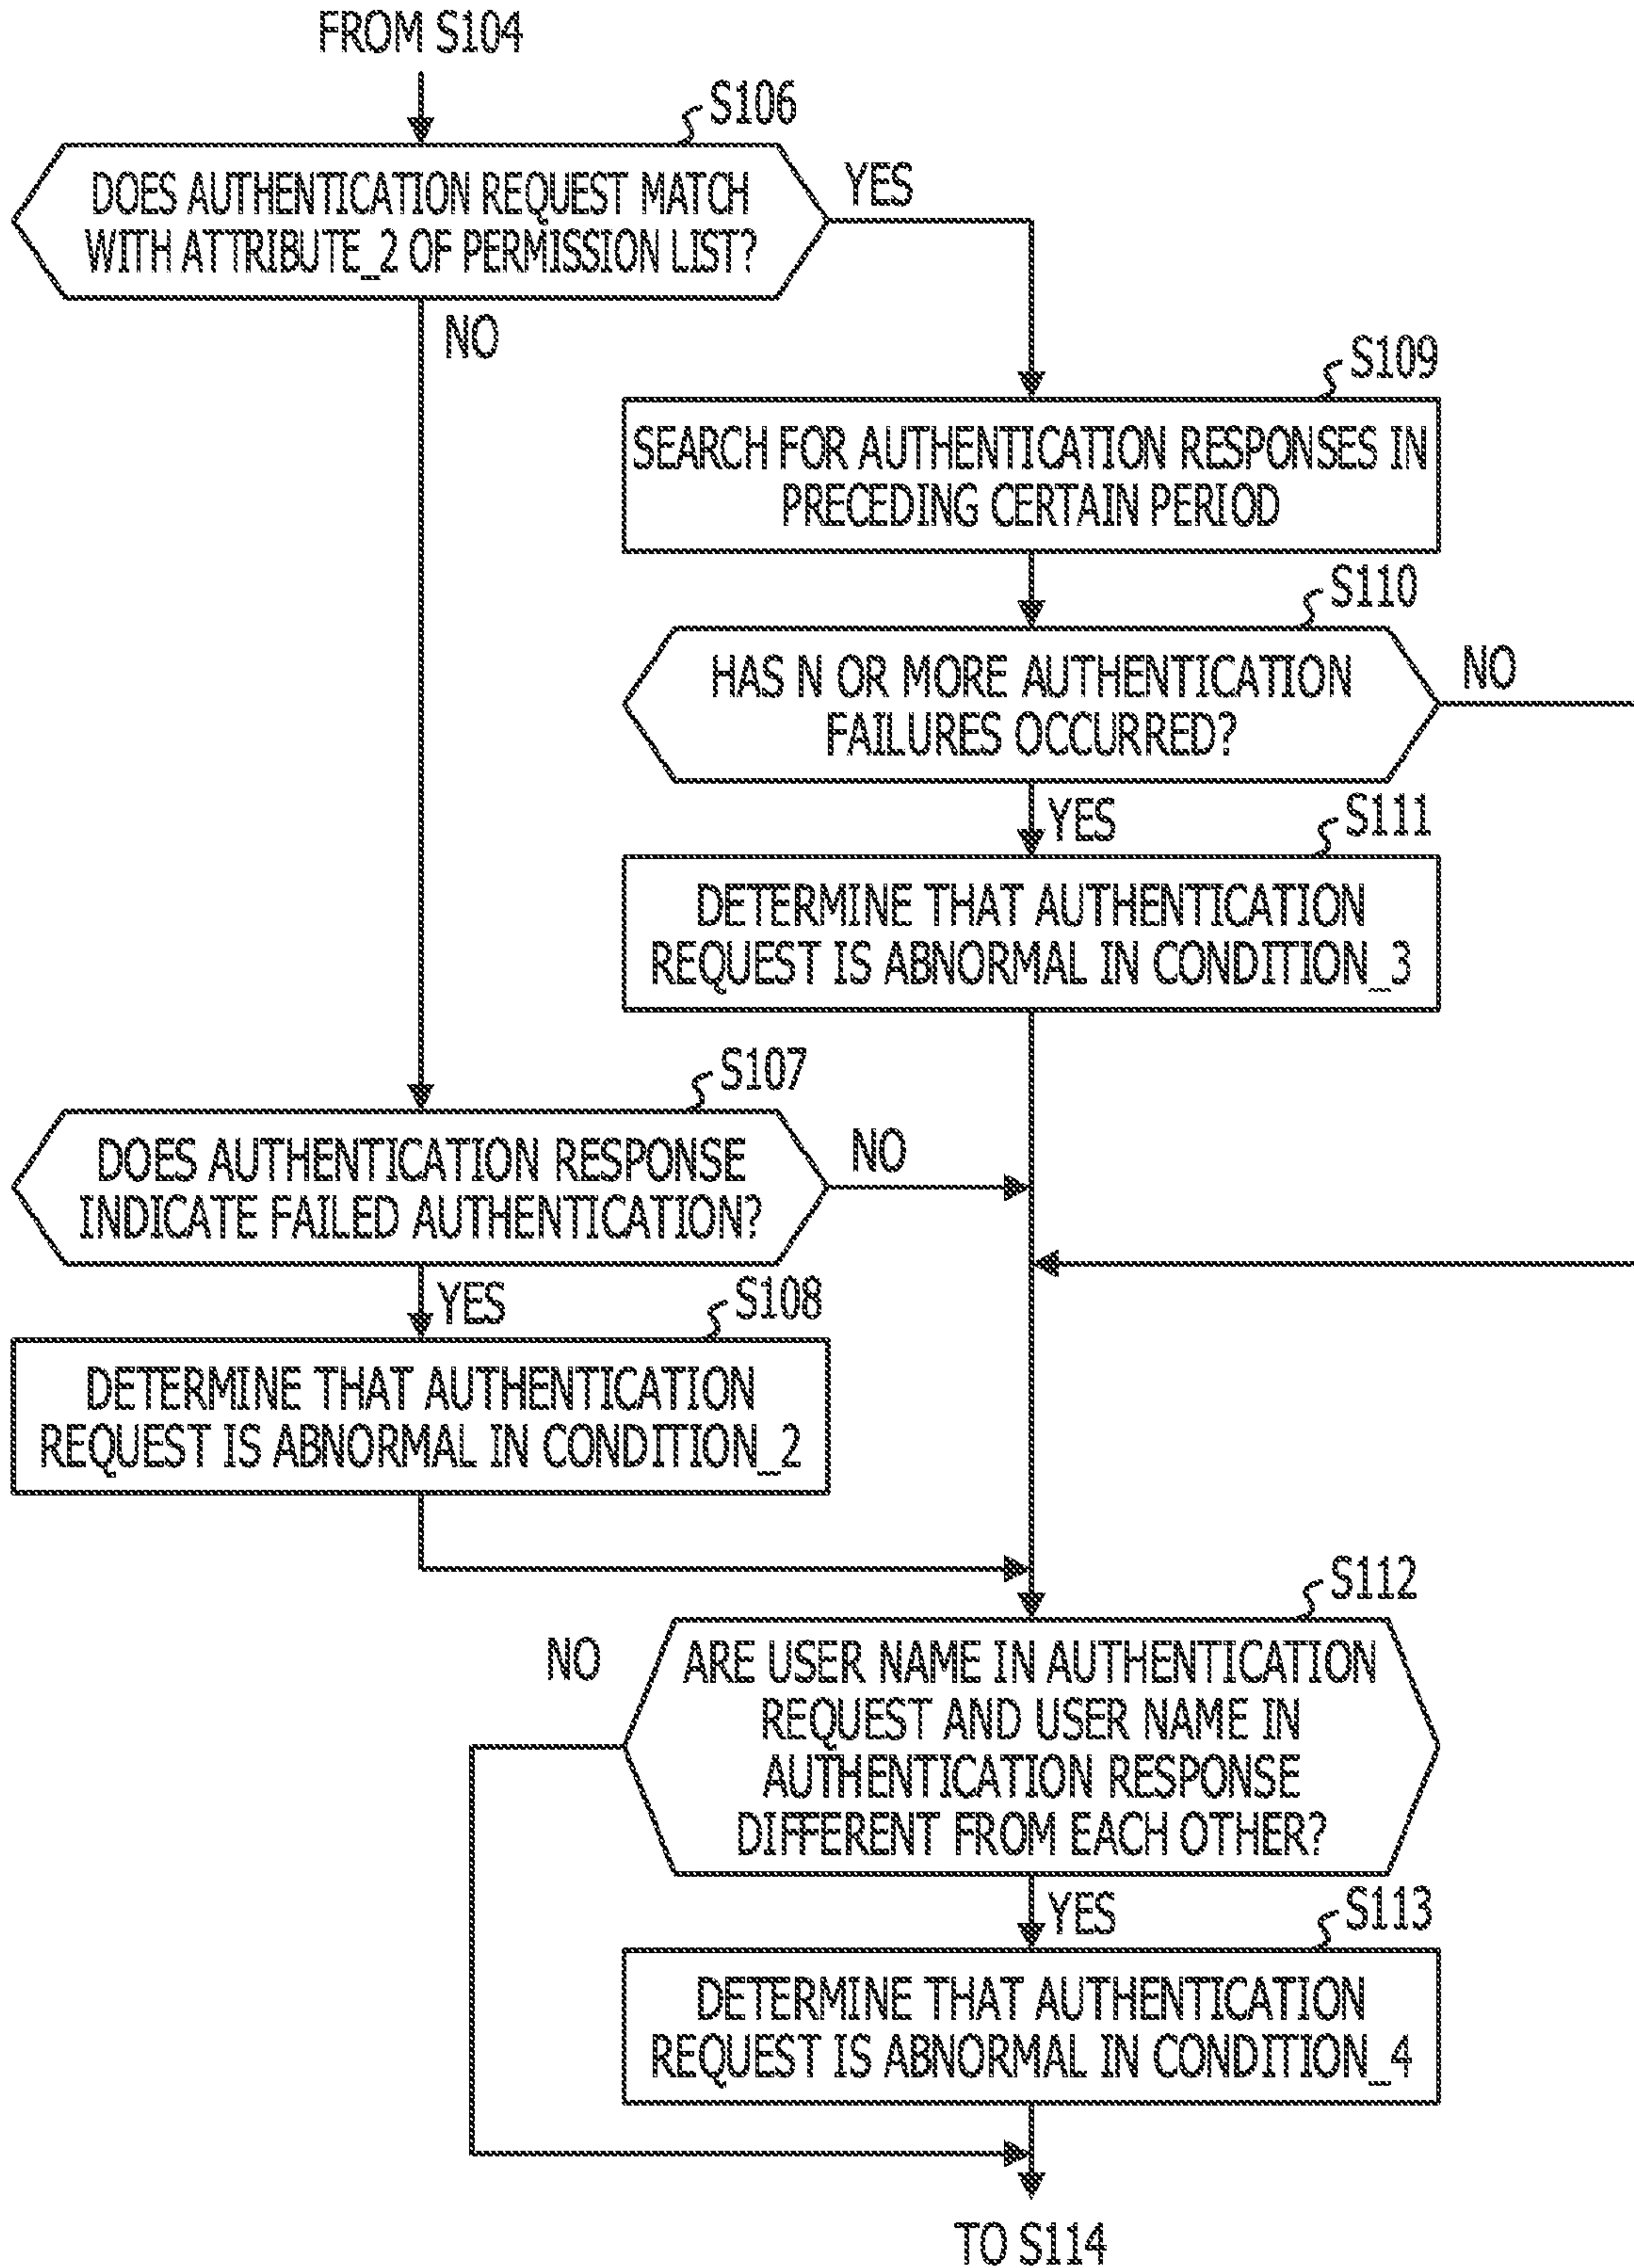 FROM S104
S106
DOES AUTHENTICATION REQUEST MATCH
WITH ATTRIBUTE_2 OF PERMISSION LIST?
YES
NO
S109
SEARCH FOR AUTHENTICATION RESPONSES IN
PRECEDING CERTAIN PERIOD
S110
HAS N OR MORE AUTHENTICATION
FAILURES OCCURRED?
NO
YES
S111
DETERMINE THAT AUTHENTICATION
REQUEST IS ABNORMAL IN CONDITION_3
S107
DOES AUTHENTICATION RESPONSE
INDICATE FAILED AUTHENTICATION?
NO
YES
S108
DETERMINE THAT AUTHENTICATION
REQUEST IS ABNORMAL IN CONDITION_2
S112
NO
ARE USER NAME IN AUTHENTICATION
REQUEST AND USER NAME IN
AUTHENTICATION RESPONSE
DIFFERENT FROM EACH OTHER?
YES
S113
DETERMINE THAT AUTHENTICATION
REQUEST IS ABNORMAL IN CONDITION_4
TO S114